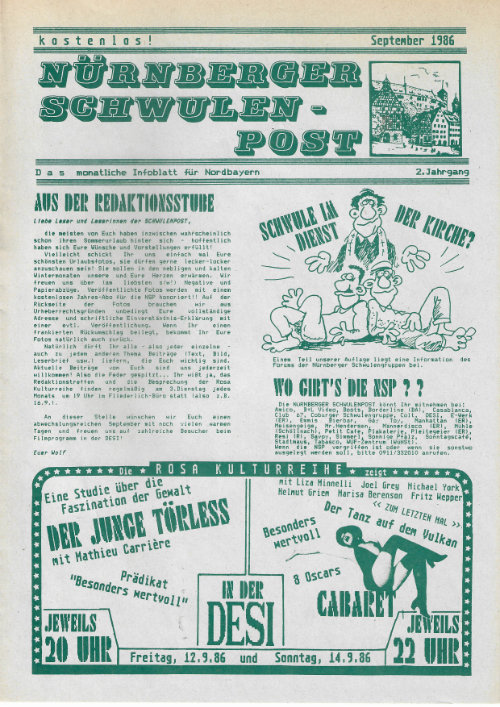 kostenlos!
September 1986
NÜRNBERGER
SCHWULEN-
POST
Das monatliche Infoblatt für Nordbayern
2.Jahrgang
AUS DER REDAKTIONSSTUBE
Liebe Leser und Leserinnen der SCHWULENPOST,
die meisten von Euch haben inzwischen wahrscheinlich
schon ihren Sommerurlaub hinter sich - hoffentlich
haben sich Eure Wünsche und Vorstellungen erfüllt!
Vielleicht schickt Ihr uns einfach mal Eure
schönsten Urlaubsfotos, sie dürfen gerne lecker-locker
anzuschauen sein! Die sollen in den nebligen und kalten
Wintermonaten unsere und Eure Herzen erwärmen. Wir
freuen uns über (am liebsten s/w!) Negative und
Papierabzüge. Veröffentlichte Fotos werden mit einem
kostenlosen Jahres-Abo für die NSP honoriert!! Auf der
Rückseite der Fotos brauchen wir aus
Urheberrechtsgründen unbedingt Eure vollständige
Adresse und schriftliche Einverständnis-Erklärung mit
einer evtl. Veröffentlichung. Wenn Ihr einen
frankierten Rückumschlag beilegt, bekommt Ihr Eure
Fotos natürlich auch zurück.
Natürlich dürft Ihr alle - also jeder einzelne -
auch zu jedem anderen Thema Beiträge (Text, Bild,
Leserbrief usw.) liefern, die Euch wichtig sind.
Aktuelle Beiträge von Euch sind uns jederzeit
willkommen! Also die Feder gespitzt... Ihr wißt ja, das
Redaktionstreffen und die Besprechung der Rosa
Kulturreihe finden regelmäßig am 3.Dienstag jedes
Monats um 19 Uhr im Fliederlich-Büro statt (also z.B.
16.9.).
An dieser Stelle wünschen wir Euch einen
abwechslungsreichen September mit noch vielen warmen
Tagen und freuen uns auf zahlreiche Besucher beim
Filmprogramm in der DESI!
Euer Wolf
SCHWULE IM
DIENST
DER KIRCHE?
Einem Teil unserer Auflage liegt eine Information des
Forums der Nürnberger Schwulengruppen bei.
WO GIBT'S DIE NSP ? ?
Die NÜRNBERGER SCHWULENPOST könnt Ihr mitnehmen bei:
Amico, BHL Video, Boots, Borderline (BA), Casablanca,
Club 67, Coburger Schwulengruppe, Colt, DESI, E-Werk
(ER), Femis Bierbar, Gay Toy, Manhattan (ER),
Meisengeige, Mr.Henderson, Monnerdisco (ER), Mühle
(Schöllnach), Petit Cafe, Plakaterie, Pleitegeier (ER),
Remi (R), Savoy, Simmerl, Sonnige Pfalz, Sonntagscafé,
Stadtmaus, Tabasco, WuF-Zentrum (Würzb).
Wenn die NSP vergriffen ist oder wenn sie sonstwo
ausgelegt werden soll, bitte 0911/332010 anrufen.
Die ROSA KULTURREIHE zeigt
Eine Studie über die
Faszination der Gewalt
DER JUNGE TÖRLESS
mit Mathieu Carrière
Prädikat
"Besonders wertvoll"
JEWEILS
20 UHR
IN DER
DESI
mit Liza Minnelli Joel Grey Michael York
Helmut Griem Marisa Berenson Fritz Wepper
<< ZUM LETZTEN MAL >>
Der Tanz auf dem Vulkan
Besonders
wertvoll
8 Oscars
CABARET
JEWEILS
22 UHR
Freitag, 12.9.86 und Sonntag, 14.9.86